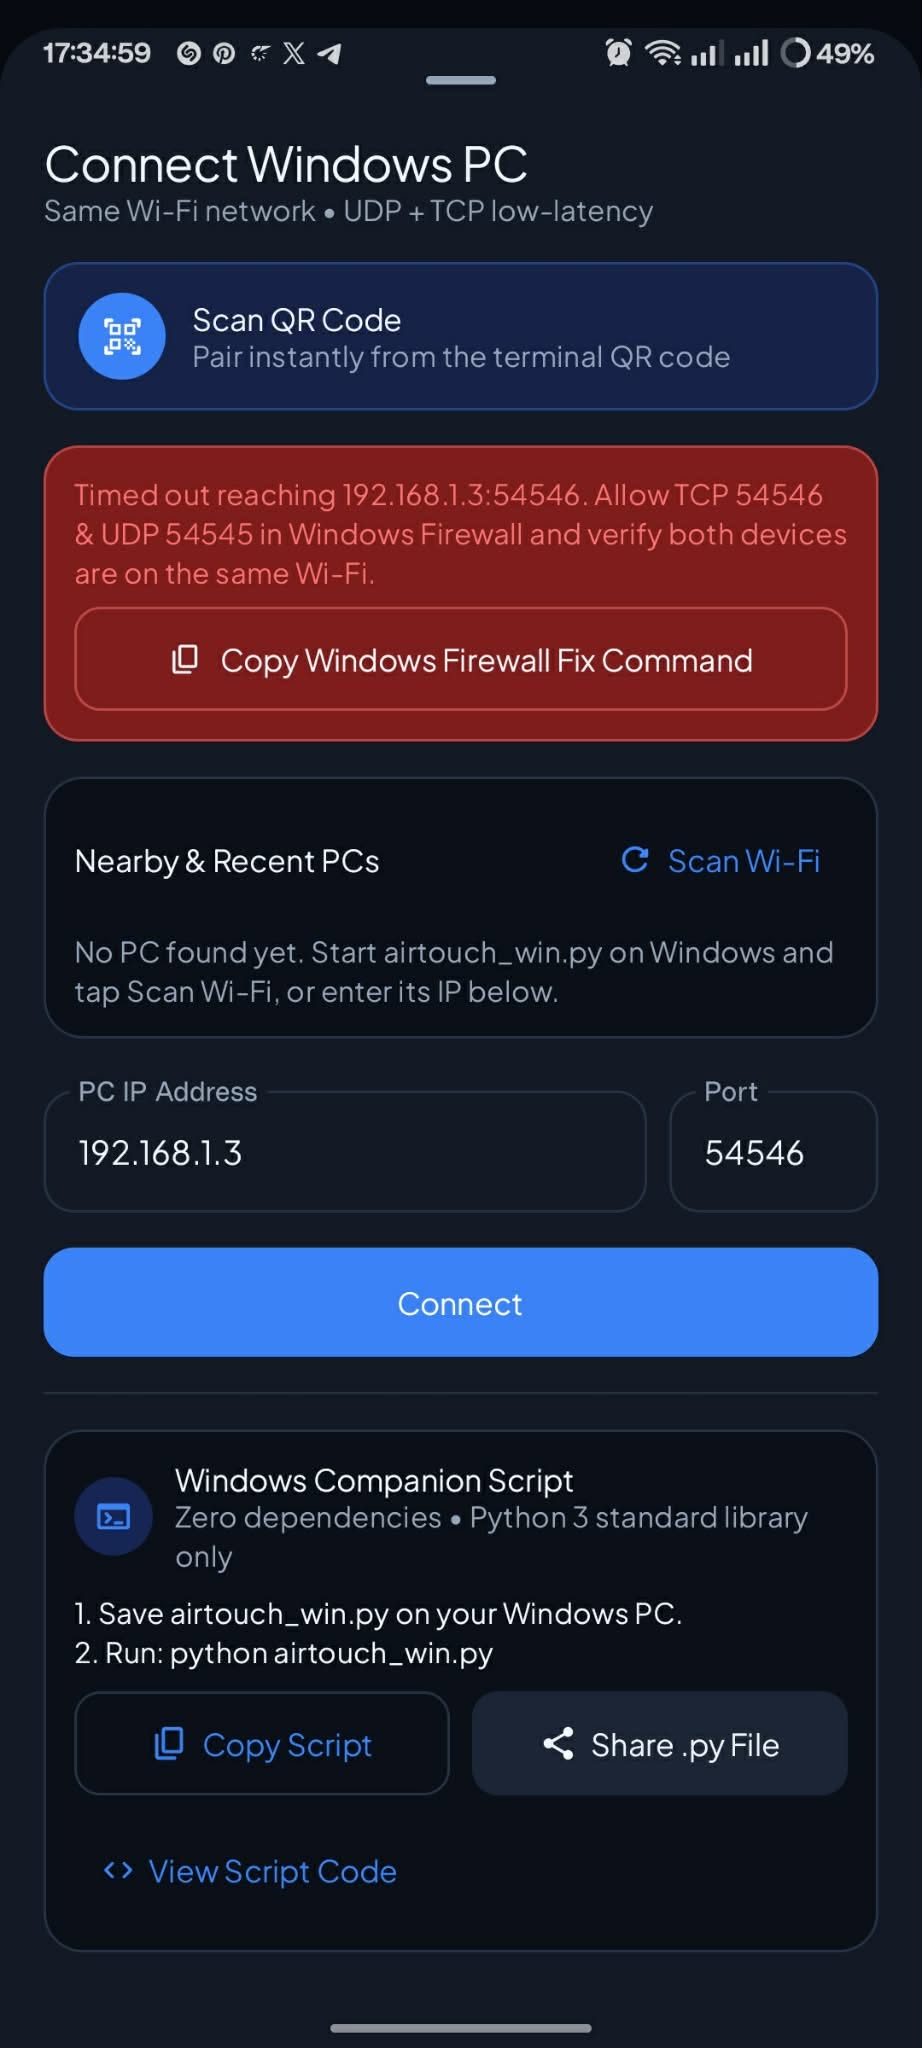 17:34:59
49%
Connect Windows PC
Same Wi-Fi network • UDP + TCP low-latency
Scan QR Code
Pair instantly from the terminal QR code
Timed out reaching 192.168.1.3:54546. Allow TCP 54546
& UDP 54545 in Windows Firewall and verify both devices
are on the same Wi-Fi.
Copy Windows Firewall Fix Command
Nearby & Recent PCs
Scan Wi-Fi
No PC found yet. Start airtouch_win.py on Windows and
tap Scan Wi-Fi, or enter its IP below.
PC IP Address
Port
192.168.1.3
54546
Connect
Windows Companion Script
Zero dependencies • Python 3 standard library
only
1. Save airtouch_win.py on your Windows PC.
2. Run: python airtouch_win.py
Copy Script
Share .py File
<> View Script Code